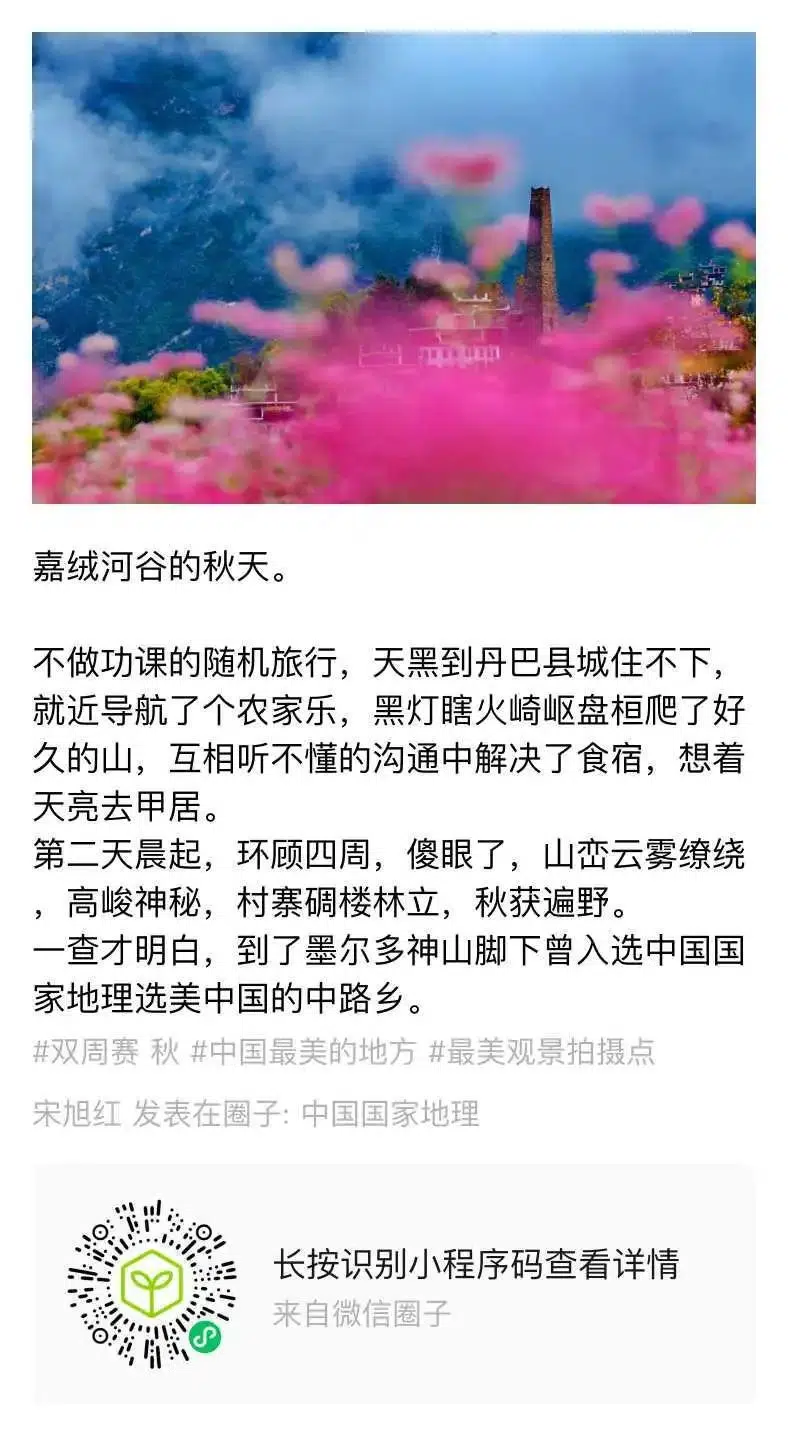 嘉绒河谷的秋天。
不做功课的随机旅行，天黑到丹巴县城住不下，
就近导航了个农家乐，黑灯瞎火崎岖盘桓爬了好
久的山，互相听不懂的沟通中解决了食宿，想着
天亮去甲居。
第二天晨起，环顾四周，傻眼了，山峦云雾缭绕
，高峻神秘，村寨碉楼林立，秋获遍野。
一查才明白，到了墨尔多神山脚下曾入选中国国
家地理选美中国的中路乡。
#双周赛 秋 #中国最美的地方 #最美观景拍摄点
宋旭红 发表在圈子: 中国国家地理
长按识别小程序码查看详情
来自微信圈子